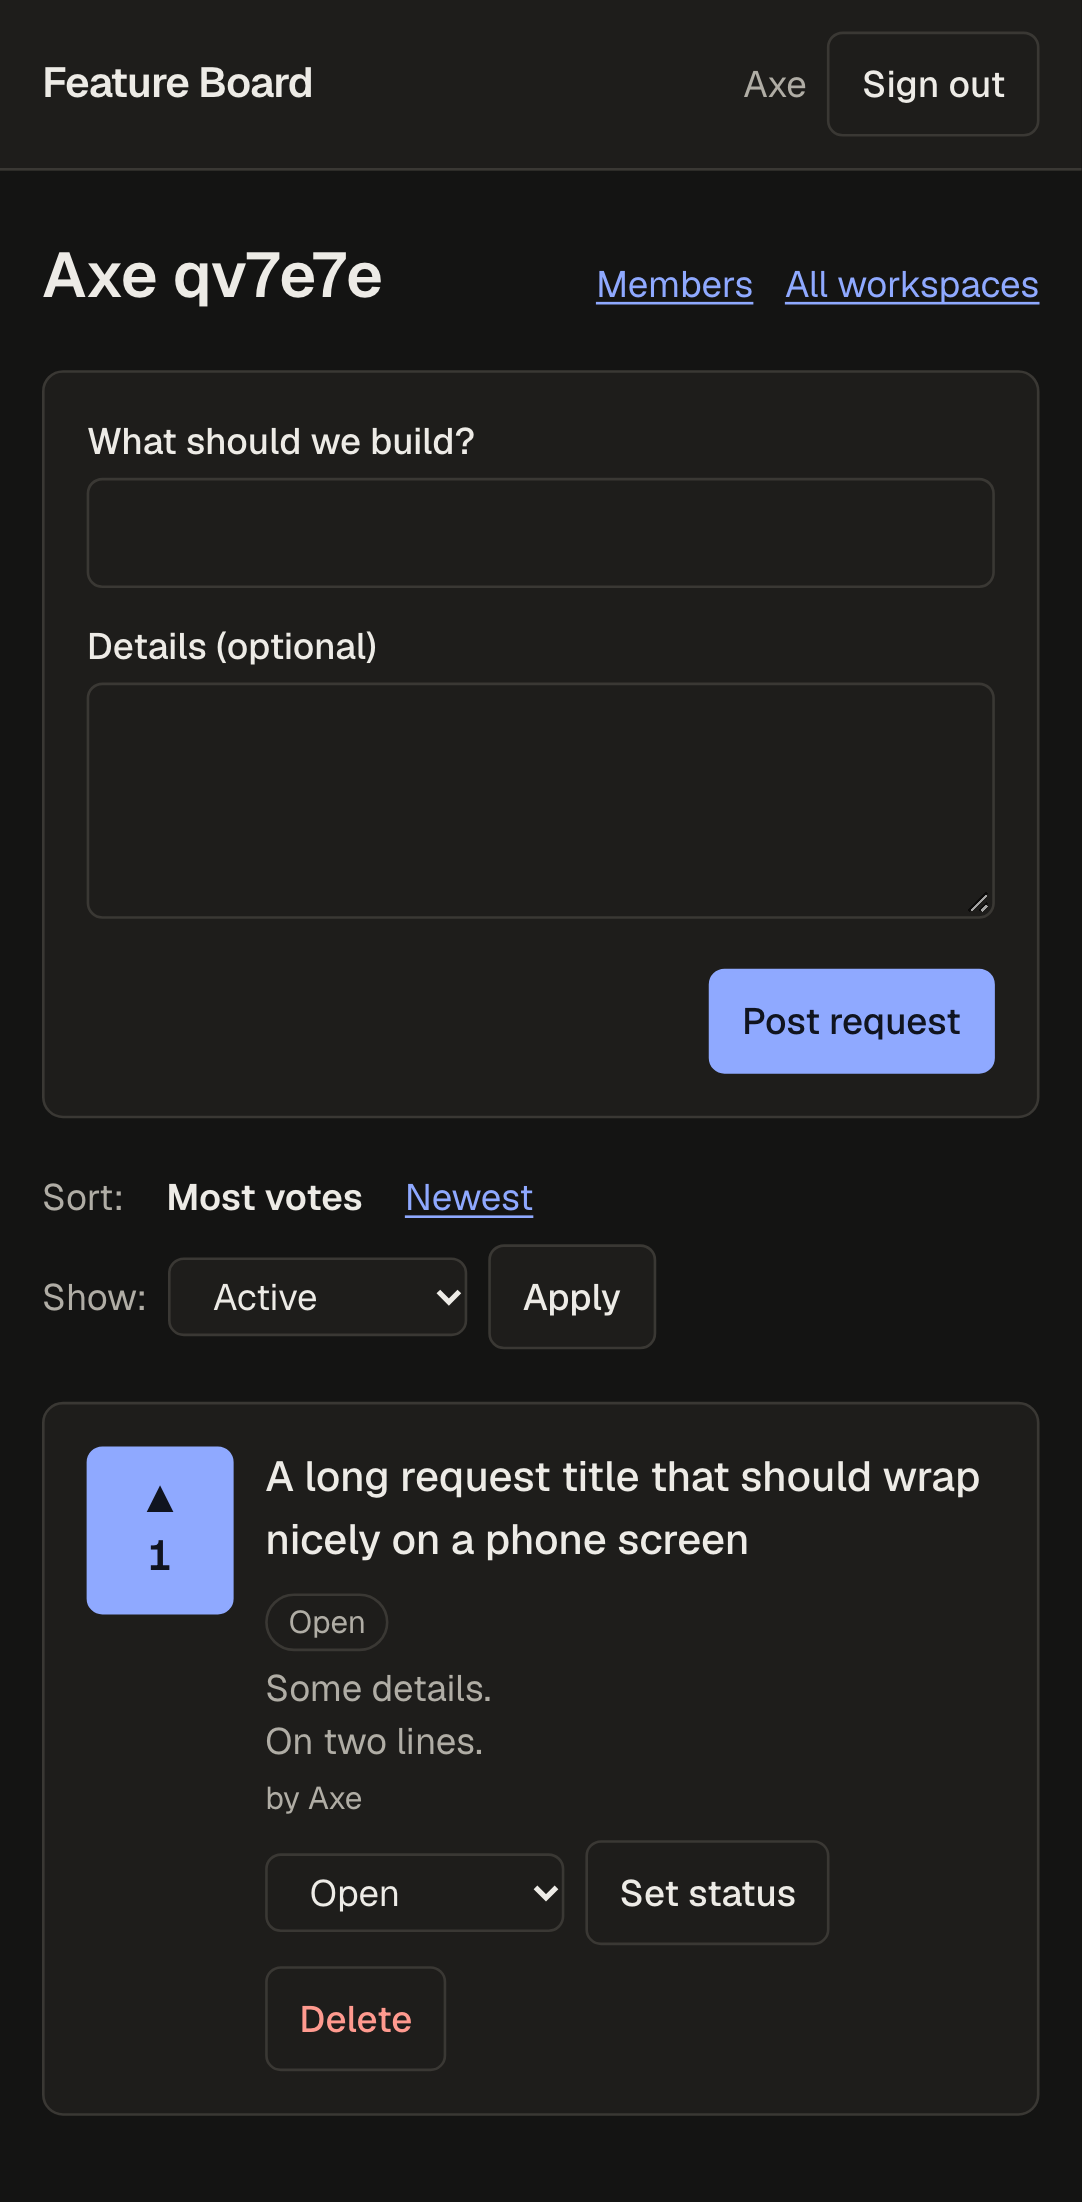 Feature Board
Axe
Sign out
Axe qv7e7e
Members
All workspaces
What should we build?
Details (optional)
Post request
Sort: Most votes Newest
Show: Active Apply
▲
1
A long request title that should wrap
nicely on a phone screen
Open
Some details.
On two lines.
by Axe
Open
Set status
Delete